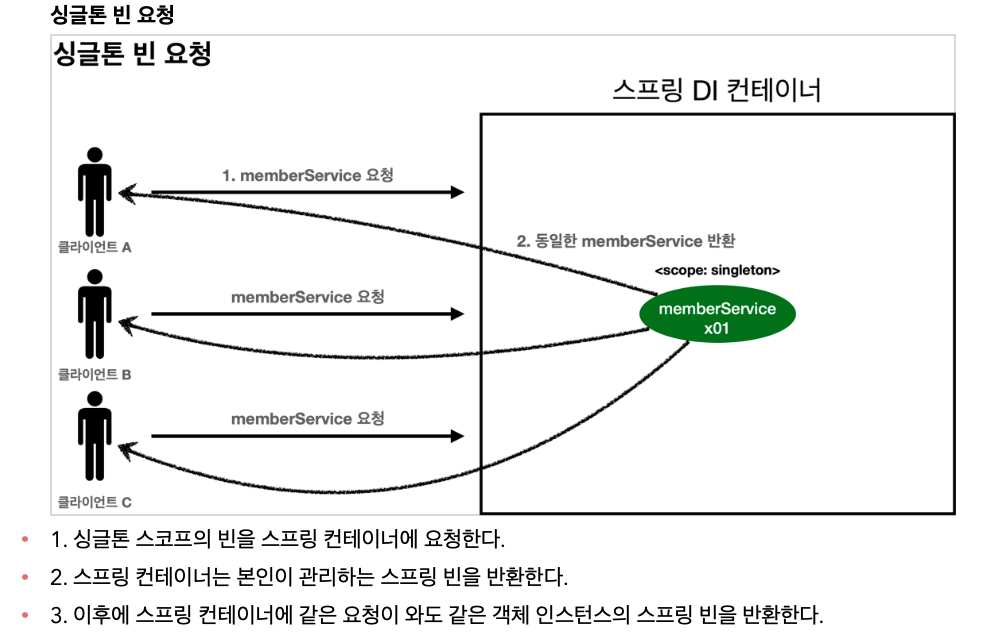 싱글톤 빈 요청
싱글톤 빈 요청
스프링 DI 컨테이너
1. memberService 요청
클라이언트 A
2. 동일한 memberService 반환
<scope: singleton>
memberService
x01
memberService 요청
클라이언트 B
memberService 요청
클라이언트 C
• 1. 싱글톤 스코프의 빈을 스프링 컨테이너에 요청한다.
• 2. 스프링 컨테이너는 본인이 관리하는 스프링 빈을 반환한다.
• 3. 이후에 스프링 컨테이너에 같은 요청이 와도 같은 객체 인스턴스의 스프링 빈을 반환한다.